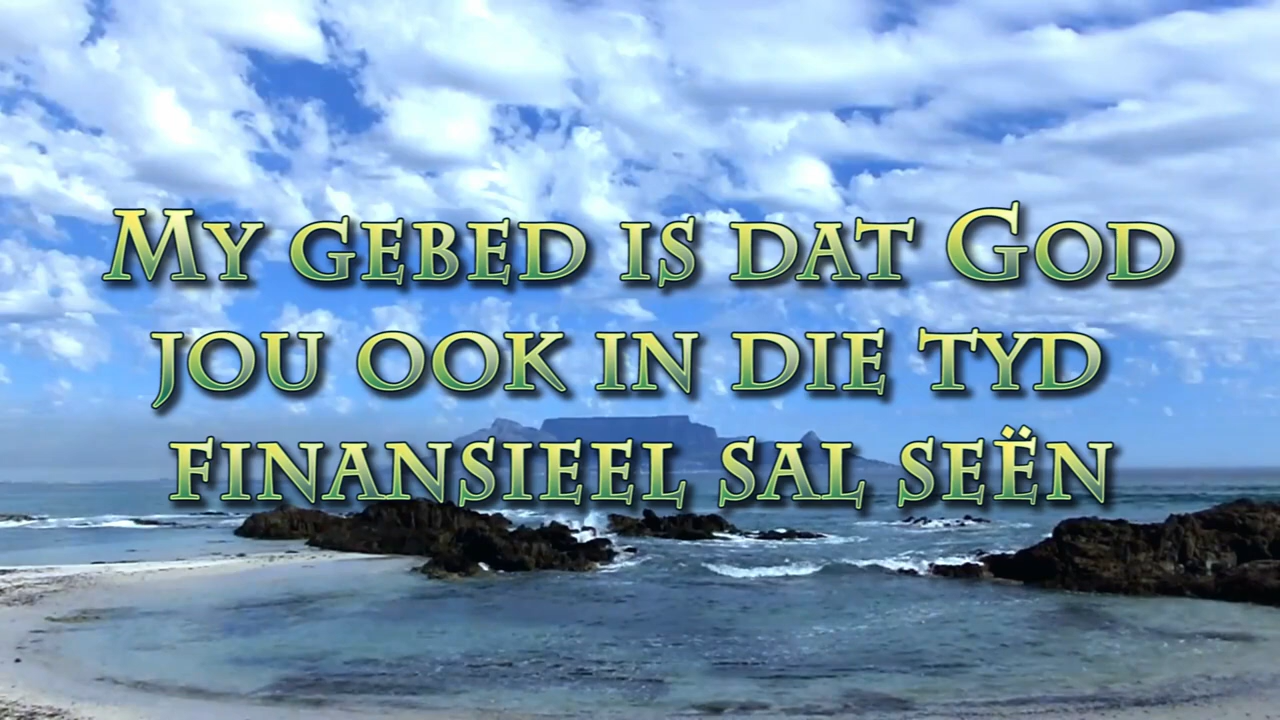 My gebed is dat God
jou ook in die tyd
finansieel sal seën